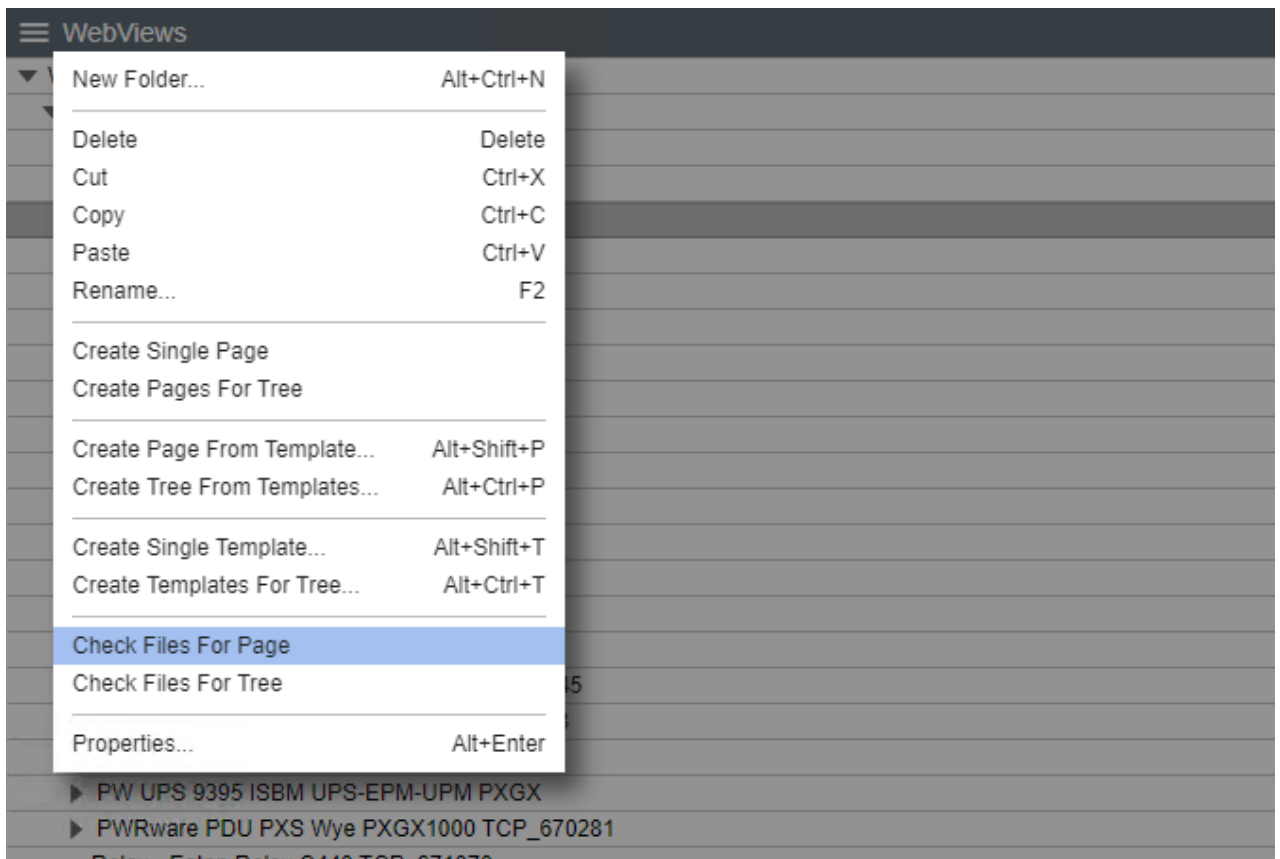 WebViews
New Folder... Alt+Ctrl+N
Delete Delete
Cut Ctrl+X
Copy Ctrl+C
Paste Ctrl+V
Rename... F2
Create Single Page
Create Pages For Tree
Create Page From Template... Alt+Shift+P
Create Tree From Templates... Alt+Ctrl+P
Create Single Template... Alt+Shift+T
Create Templates For Tree... Alt+Ctrl+T
Check Files For Page
Check Files For Tree
Properties... Alt+Enter
PW UPS 9395 ISBM UPS-EPM-UPM PXGX
PWRware PDU PXS Wye PXGX1000 TCP_670281